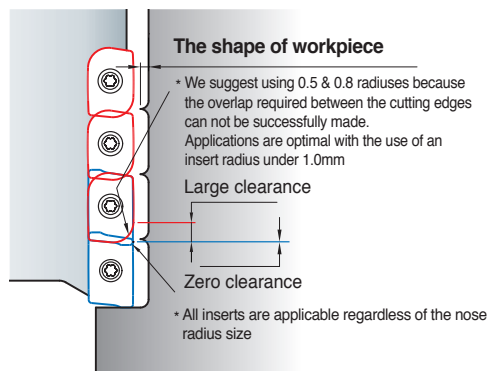 The shape of workpiece
* We suggest using 0.5 & 0.8 radiuses because
the overlap required between the cutting edges
can not be successfully made.
Applications are optimal with the use of an
insert radius under 1.0mm
Large clearance
Zero clearance
* All inserts are applicable regardless of the nose
radius size